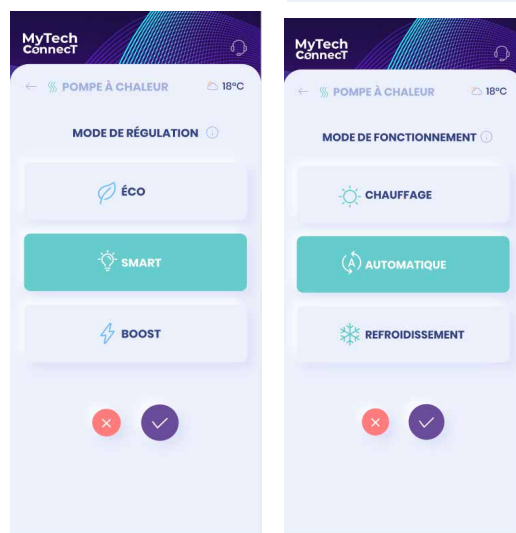 MyTech
ConnecT
POMPE À CHALEUR 18°C
MODE DE RÉGULATION
ÉCO
SMART
BOOST
MyTech
ConnecT
POMPE À CHALEUR 18°C
MODE DE FONCTIONNEMENT
CHAUFFAGE
A AUTOMATIQUE
REFROIDISSEMENT